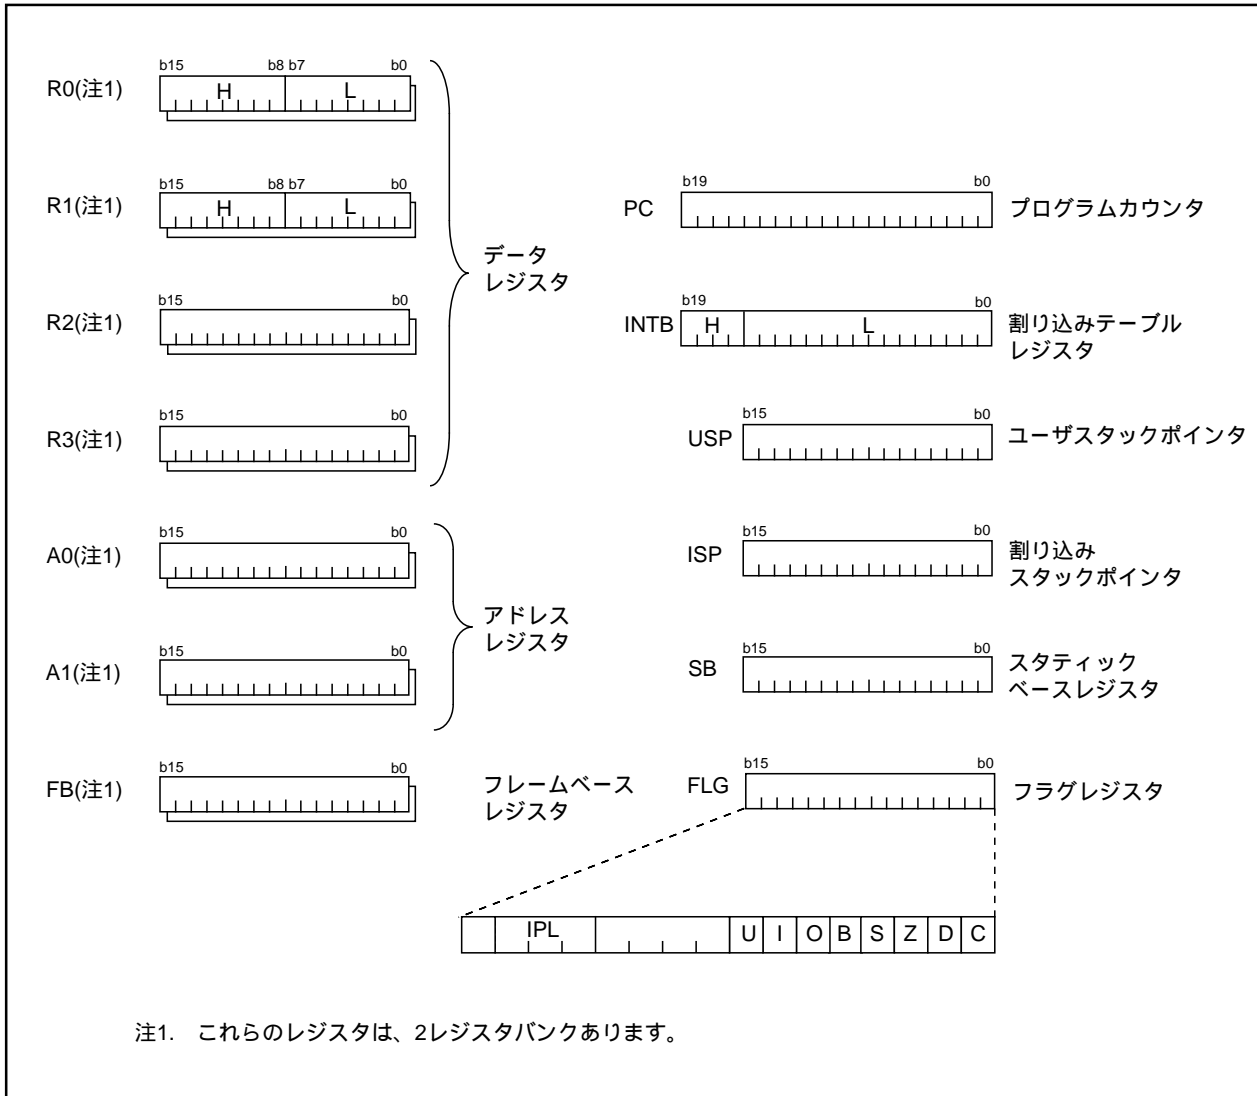 b15 b8 b7 b0
R0(注1) H L
b15 b8 b7 b0
R1(注1) H L
データ
レジスタ
b15 b0
R2(注1)
b15 b0
R3(注1)
b15 b0
A0(注1)
アドレス
レジスタ
b15 b0
A1(注1)
b15 b0
FB(注1)
フレームベース
レジスタ
b19 b0
PC プログラムカウンタ
b19 b0
INTB H L 割り込みテーブル
レジスタ
b15 b0
USP ユーザスタックポインタ
b15 b0
ISP 割り込み
スタックポインタ
b15 b0
SB スタティック
ベースレジスタ
b15 b0
FLG フラグレジスタ
IPL U I O B S Z D C
注1. これらのレジスタは、2レジスタバンクあります。